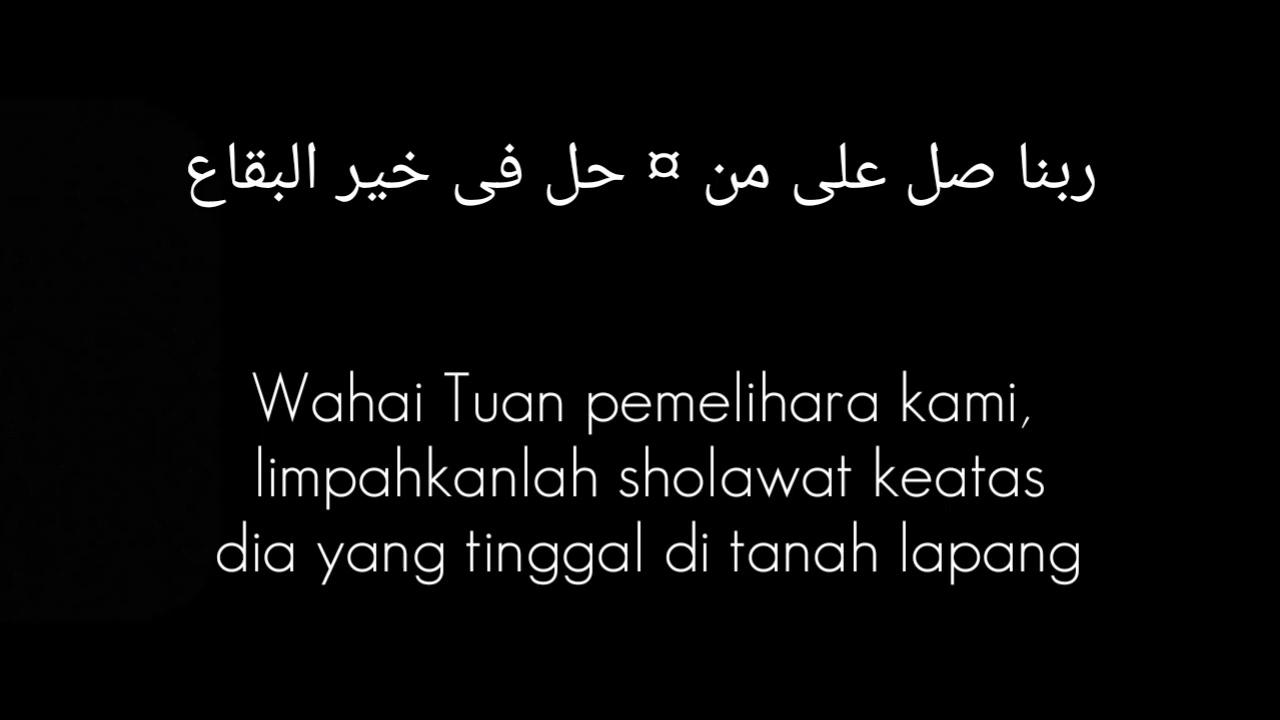 ربنا صل على من ¤ حل فى خير البقاع
Wahai Tuan pemelihara kami,
limpahkanlah sholawat keatas
dia yang tinggal di tanah lapang